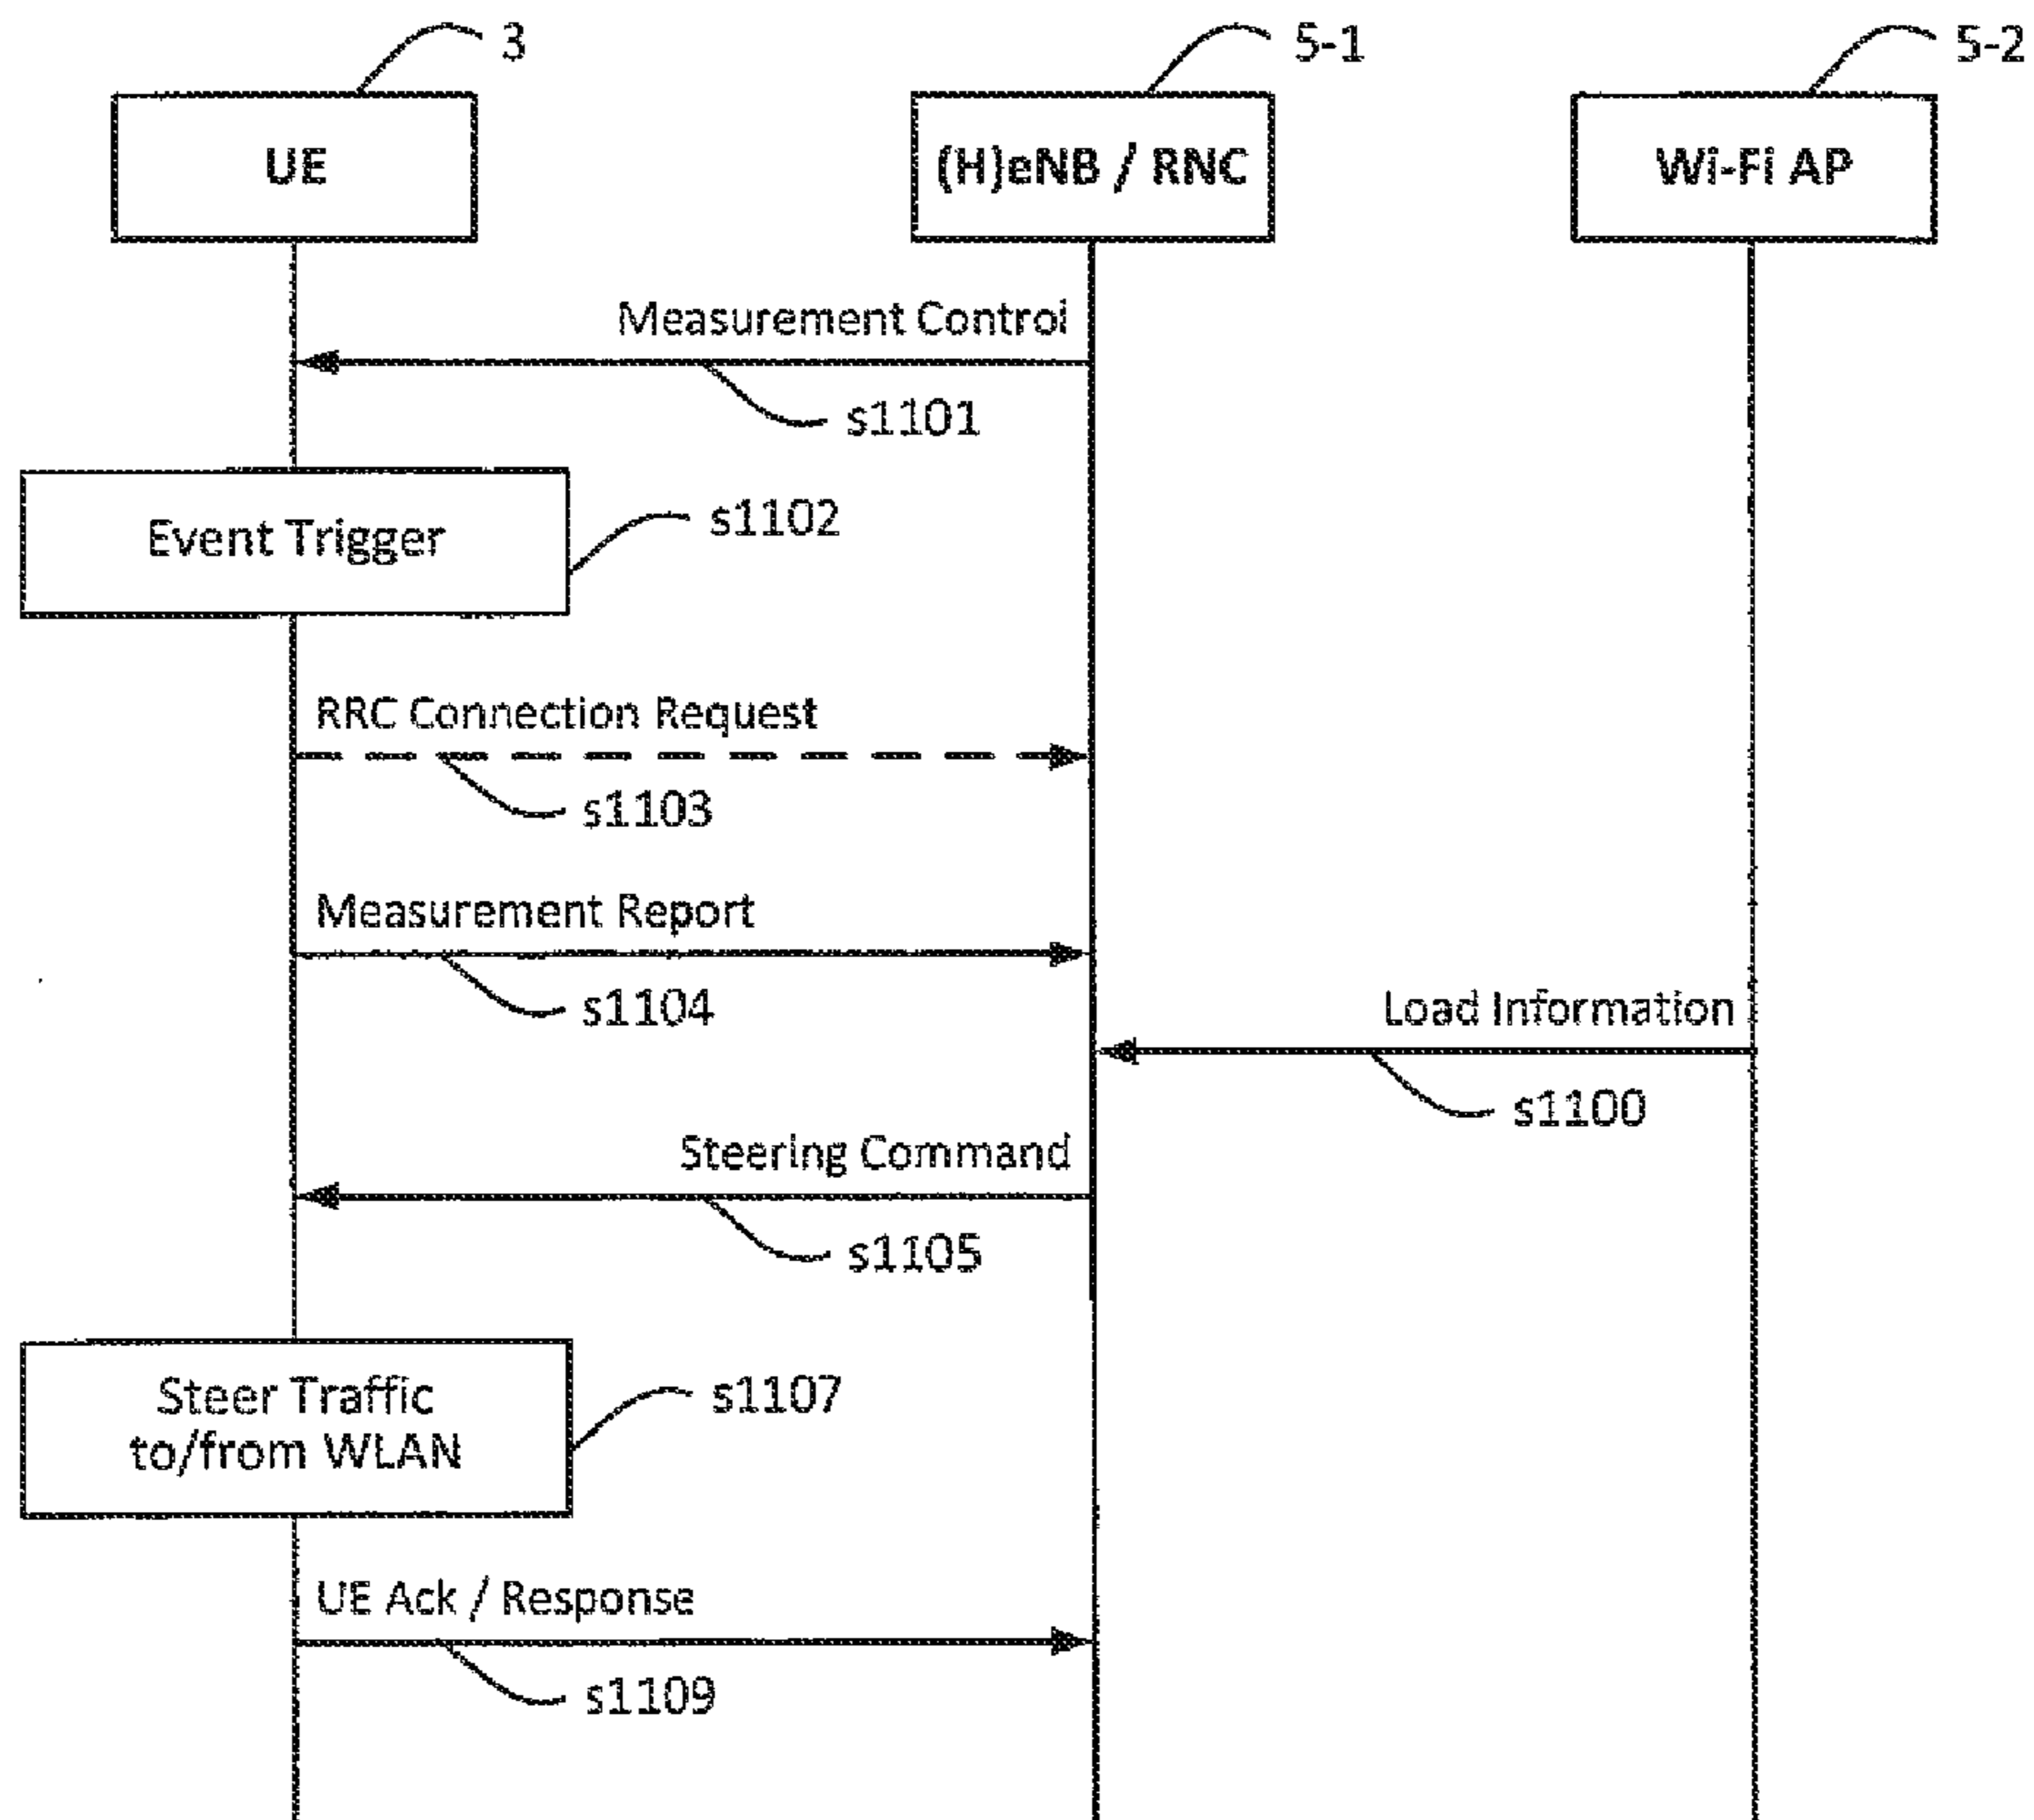 3
5-1
5-2
UE
(H)eNB / RNC
Wi-Fi AP
Measurement Control
s1101
Event Trigger
s1102
RRC Connection Request
s1103
Measurement Report
s1104
Load Information
s1100
Steering Command
s1105
Steer Traffic
to/from WLAN
s1107
UE Ack / Response
s1109